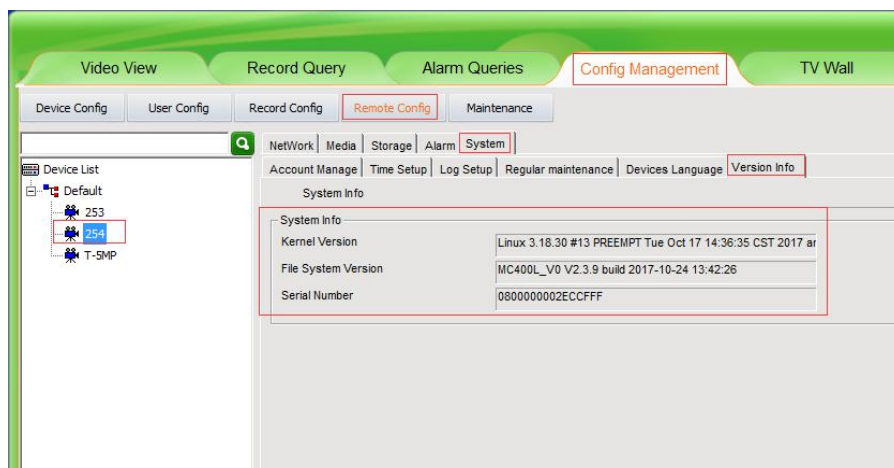 Video View Record Query Alarm Queries Config Management TV Wall
Device Config User Config Record Config Remote Config Maintenance
NetWork Media Storage Alarm System
Device List
Account Manage Time Setup Log Setup Regular maintenance Devices Language Version Info
Default
System Info
253
System Info
254
Kernel Version Linux 3.18.30 #13 PREEMPT Tue Oct 17 14:36:35 CST 2017 ar
T-5MP
File System Version MC400L_V0 V2.3.9 build 2017-10-24 13:42:26
Serial Number 0800000002ECCFFF